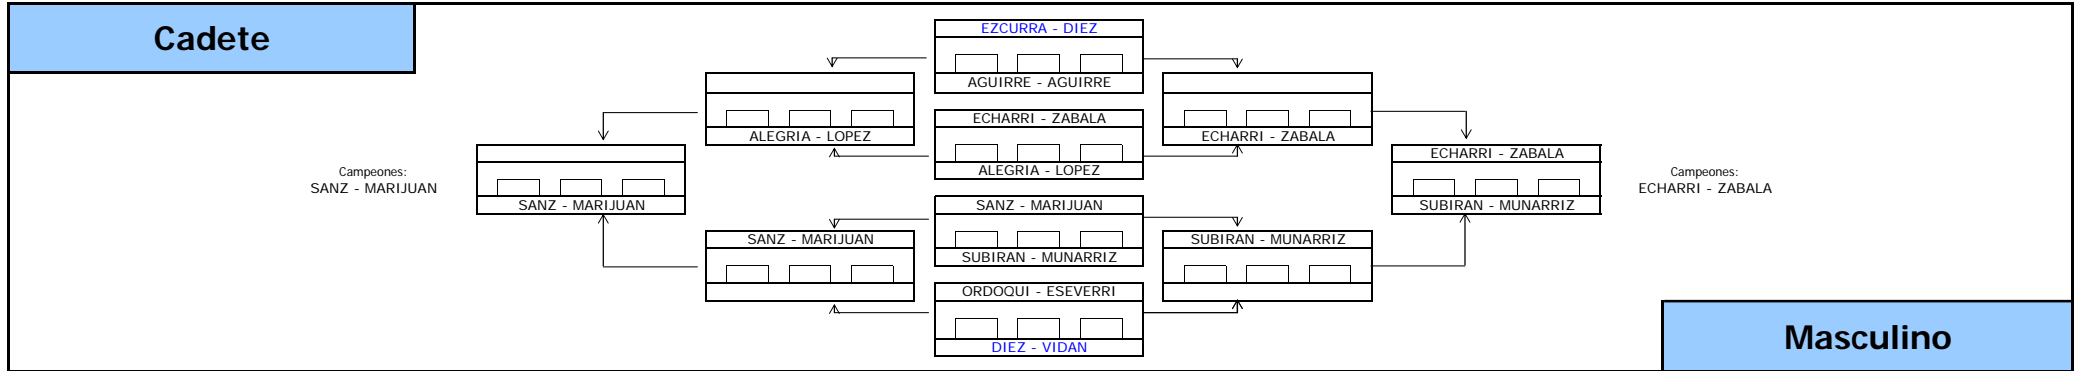 Cadete
EZCURRA - DIEZ
AGUIRRE - AGUIRRE
ECHARRI - ZABALA
ALEGRIA - LOPEZ
ALEGRIA - LOPEZ
ECHARRI - ZABALA
Campeones:
SANZ - MARIJUAN
SANZ - MARIJUAN
ECHARRI - ZABALA
SUBIRAN - MUNARRIZ
Campeones:
ECHARRI - ZABALA
SANZ - MARIJUAN
SUBIRAN - MUNARRIZ
SANZ - MARIJUAN
SUBIRAN - MUNARRIZ
ORDOQUI - ESEVERRI
DIEZ - VIDAN
Masculino